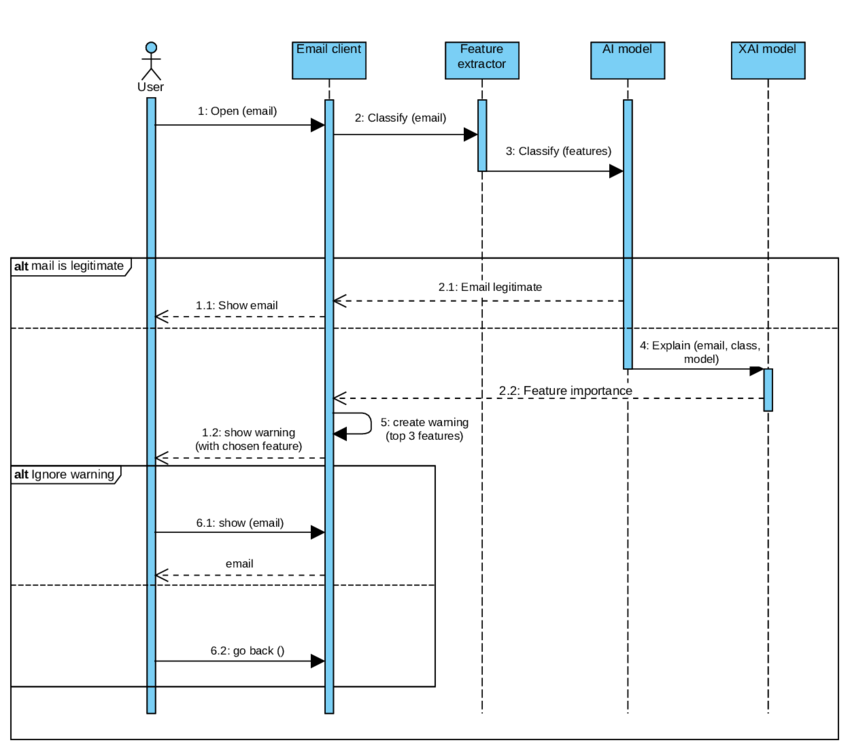 Email client
Feature
extractor
AI model
XAI model
User
1: Open (email)
2: Classify (email)
3: Classify (features)
alt mail is legitimate
2.1: Email legitimate
1.1: Show email
4: Explain (email, class,
model)
2.2: Feature importance
5: create warning
(top 3 features)
1.2: show warning
(with chosen feature)
alt Ignore warning
6.1: show (email)
email
6.2: go back ()